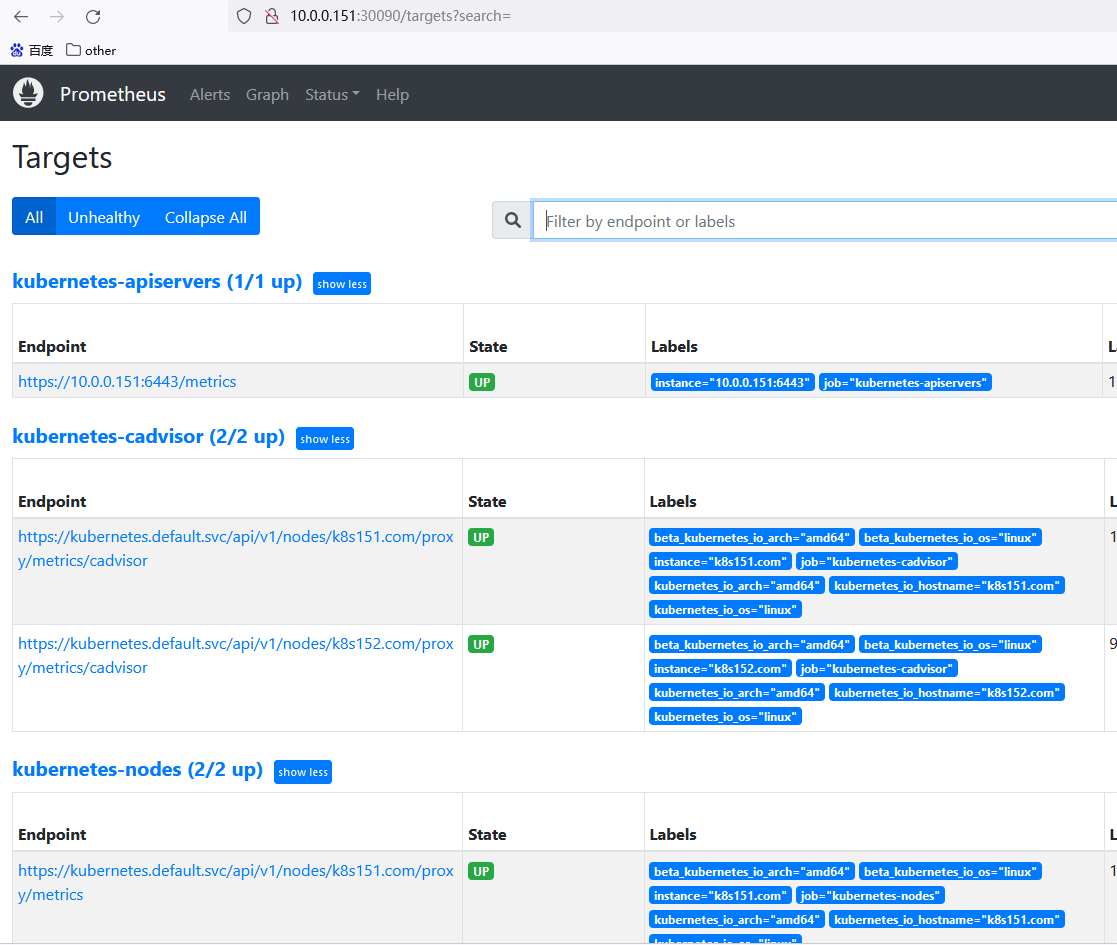 10.0.0.151:30090/targets?search=
百度 other
Prometheus Alerts Graph Status Help
Targets
All Unhealthy Collapse All Filter by endpoint or labels
kubernetes-apiservers (1/1 up) show less
Endpoint State Labels
https://10.0.0.151:6443/metrics UP instance="10.0.0.151:6443" job="kubernetes-apiservers"
kubernetes-cadvisor (2/2 up) show less
Endpoint State Labels
https://kubernetes.default.svc/api/v1/nodes/k8s151.com/prox UP beta_kubernetes_io_arch="amd64" beta_kubernetes_io_os="linux"
y/metrics/cadvisor instance="k8s151.com" job="kubernetes-cadvisor"
kubernetes_io_arch="amd64" kubernetes_io_hostname="k8s151.com"
kubernetes_io_os="linux"
https://kubernetes.default.svc/api/v1/nodes/k8s152.com/prox UP beta_kubernetes_io_arch="amd64" beta_kubernetes_io_os="linux"
y/metrics/cadvisor instance="k8s152.com" job="kubernetes-cadvisor"
kubernetes_io_arch="amd64" kubernetes_io_hostname="k8s152.com"
kubernetes_io_os="linux"
kubernetes-nodes (2/2 up) show less
Endpoint State Labels
https://kubernetes.default.svc/api/v1/nodes/k8s151.com/prox UP beta_kubernetes_io_arch="amd64" beta_kubernetes_io_os="linux"
y/metrics instance="k8s151.com" job="kubernetes-nodes"
kubernetes_io_arch="amd64" kubernetes_io_hostname="k8s151.com"